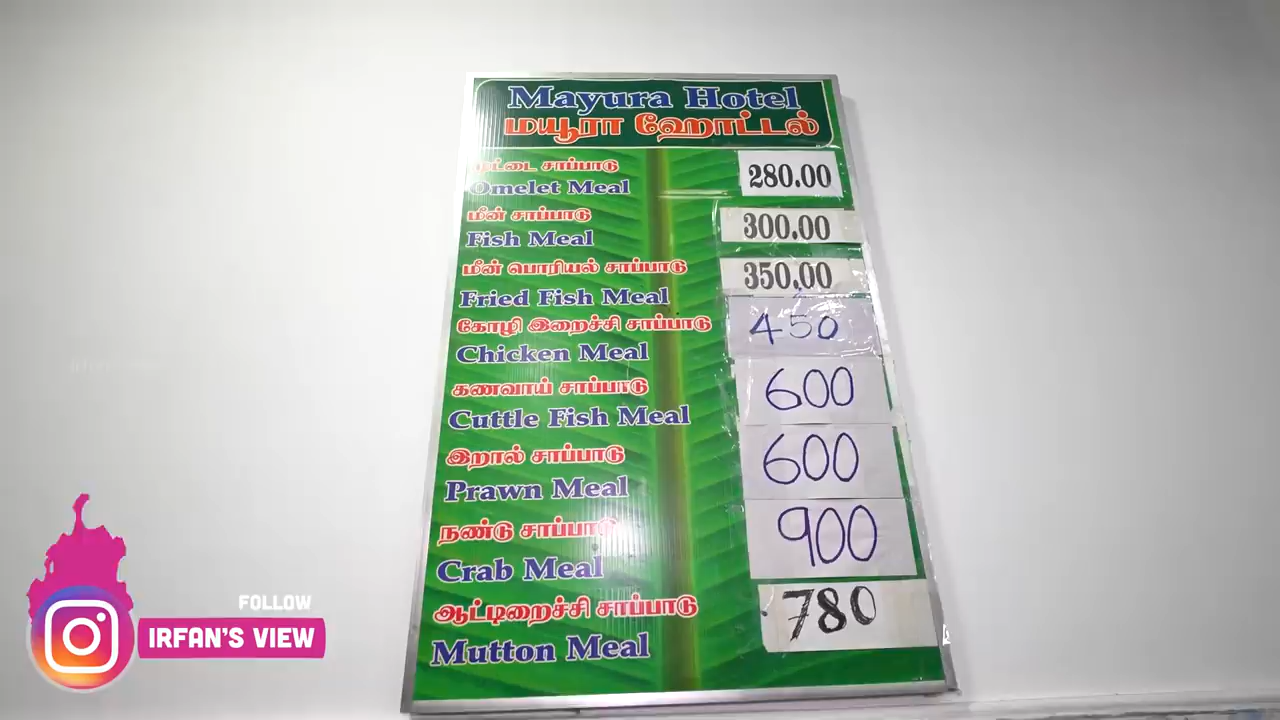 Mayura Hotel
மயூரா ஹோட்டல்
முட்டை சாப்பாடு
Omelet Meal 280.00
மீன் சாப்பாடு
Fish Meal 300.00
மீன் பொரியல் சாப்பாடு
Fried Fish Meal 350.00
கோழி இறைச்சி சாப்பாடு
Chicken Meal 450
கணவாய் சாப்பாடு
Cuttle Fish Meal 600
இறால் சாப்பாடு
Prawn Meal 600
நண்டு சாப்பாடு
Crab Meal 900
ஆட்டிறைச்சி சாப்பாடு
Mutton Meal 780
FOLLOW
IRFAN'S VIEW